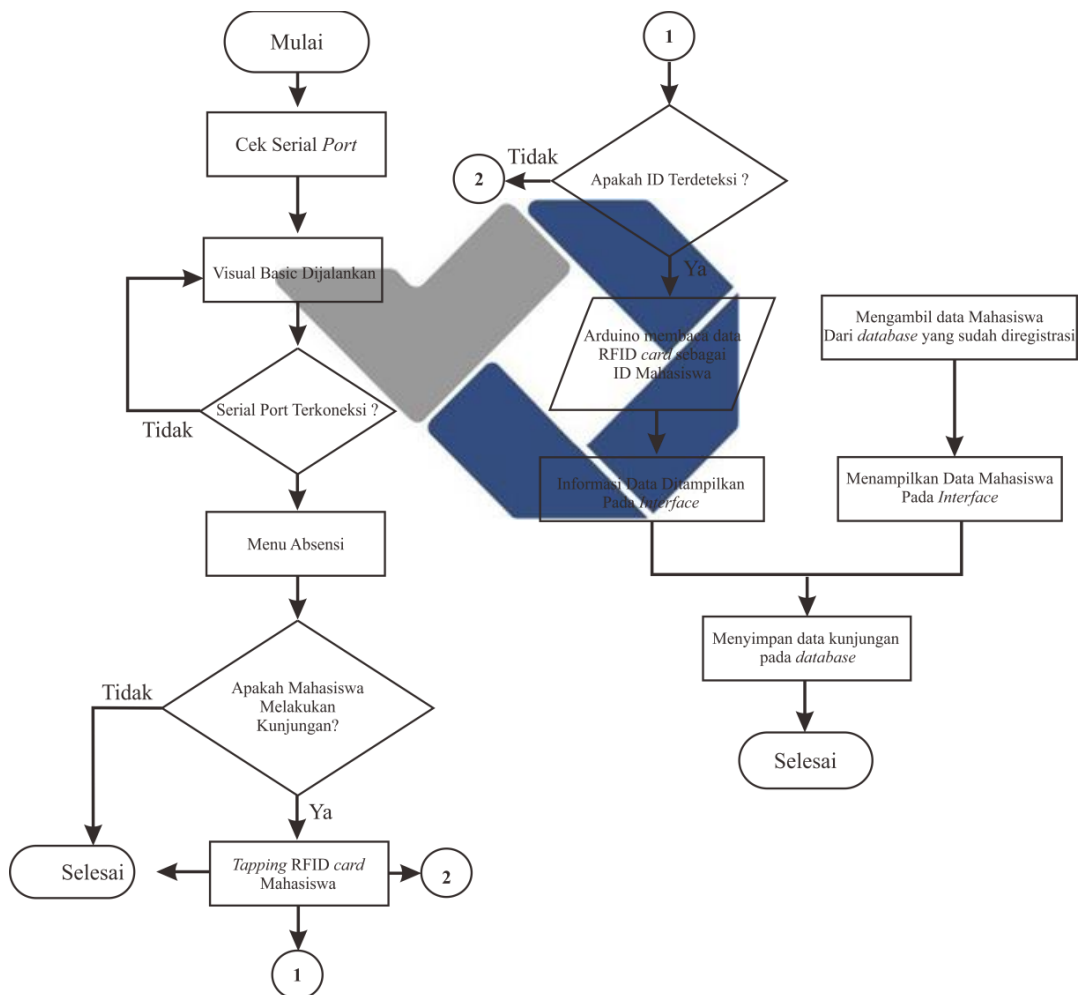 Mulai
Cek Serial Port
Visual Basic Dijalankan
Serial Port Terkoneksi ?
Tidak
Menu Absensi
Apakah Mahasiswa
Melakukan
Kunjungan?
Tidak
Ya
Selesai
Tapping RFID card
Mahasiswa
2
1
1
Apakah ID Terdeteksi ?
Tidak
2
Ya
Arduino membaca data
RFID card sebagai
ID Mahasiswa
Informasi Data Ditampilkan
Pada Interface
Mengambil data Mahasiswa
Dari database yang sudah diregistrasi
Menampilkan Data Mahasiswa
Pada Interface
Menyimpan data kunjungan
pada database
Selesai